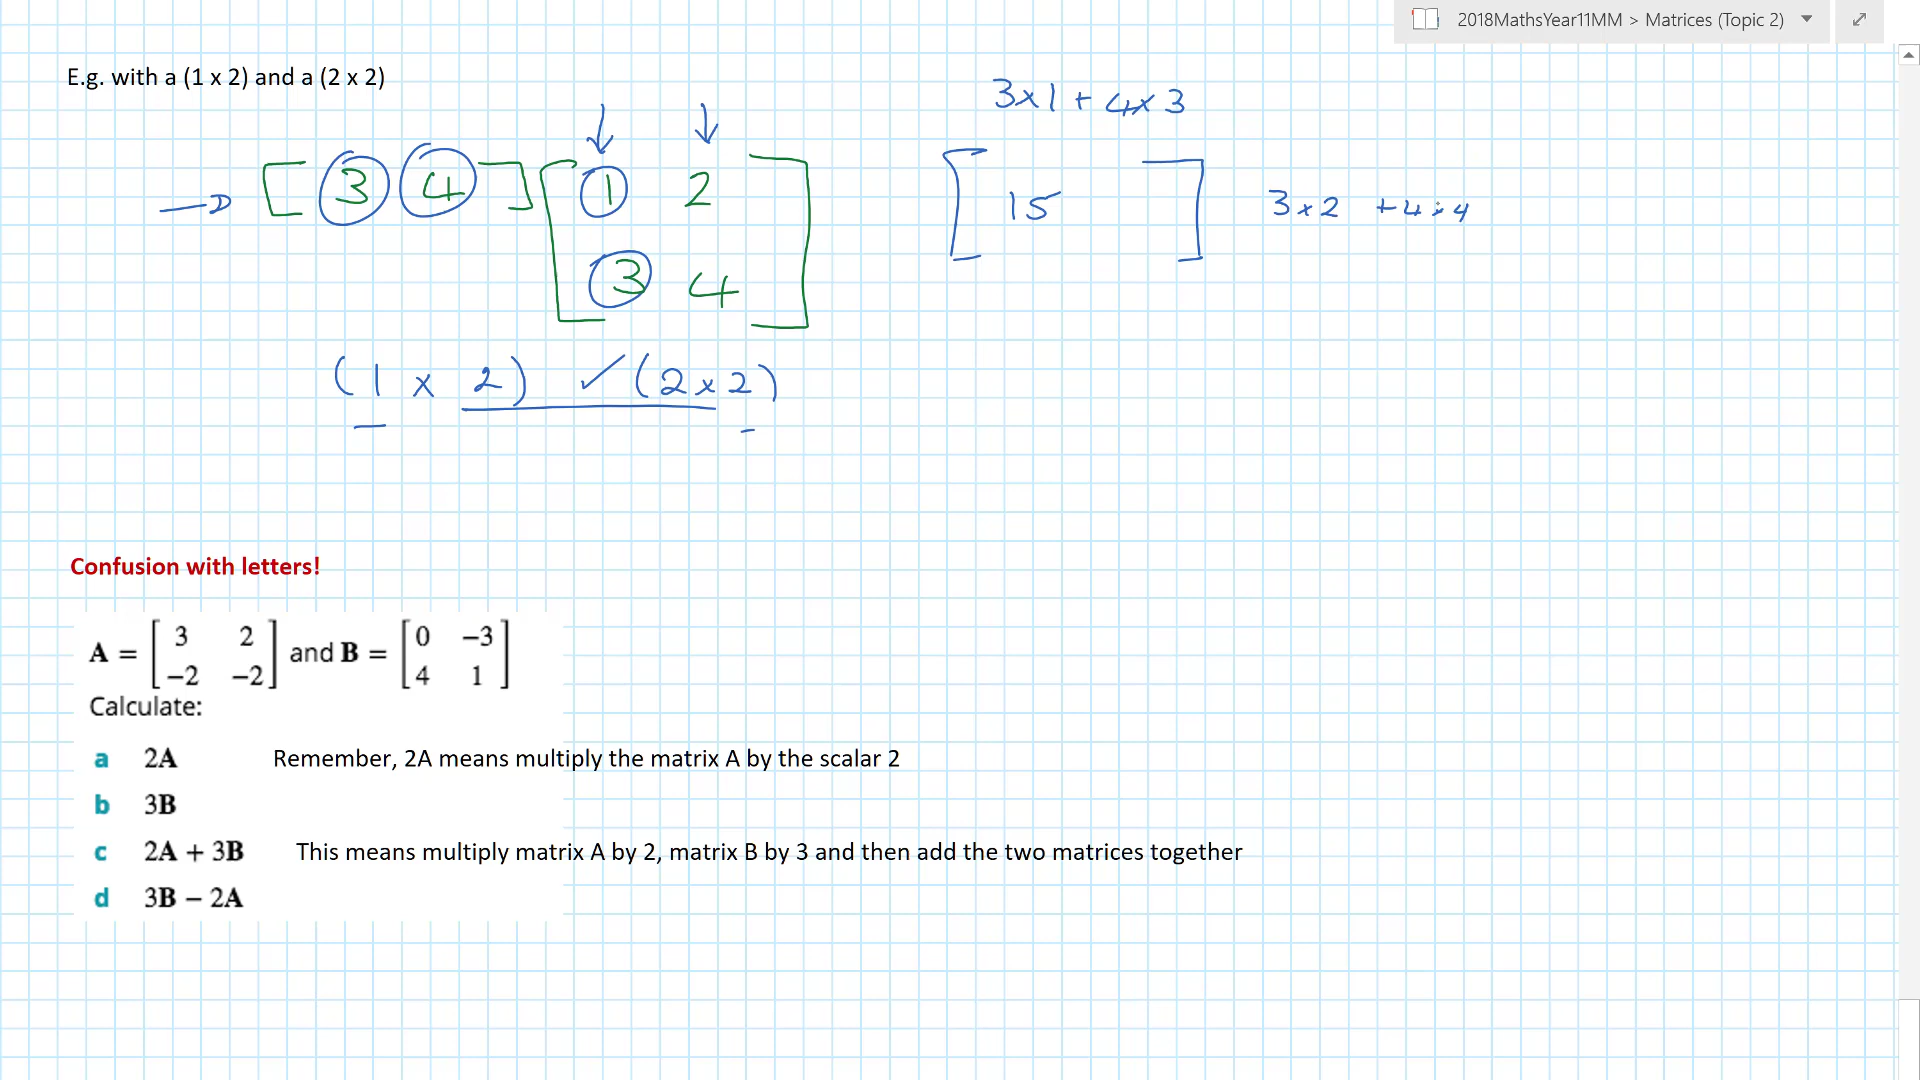 2018MathsYear11MM > Matrices (Topic 2)
E.g. with a (1 x 2) and a (2 x 2)
3x1 + 4x3
[ 3 4 ] [ 1 2
3 4 ]
[ 15 ] 3x2 +4x4
(1 x 2) ✓ (2x2)
Confusion with letters!
A = [ 3 2
-2 -2 ] and B = [ 0 -3
4 1 ]
Calculate:
a 2A Remember, 2A means multiply the matrix A by the scalar 2
b 3B
c 2A + 3B This means multiply matrix A by 2, matrix B by 3 and then add the two matrices together
d 3B – 2A